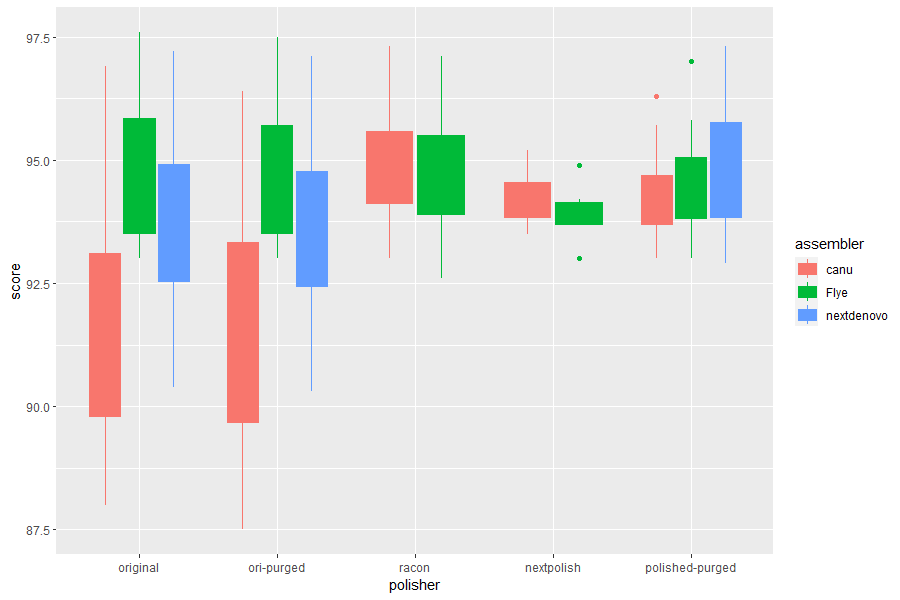 97.5
95.0
92.5
90.0
87.5
score
original
ori-purged
racon
nextpolish
polished-purged
polisher
assembler
canu
Flye
nextdenovo